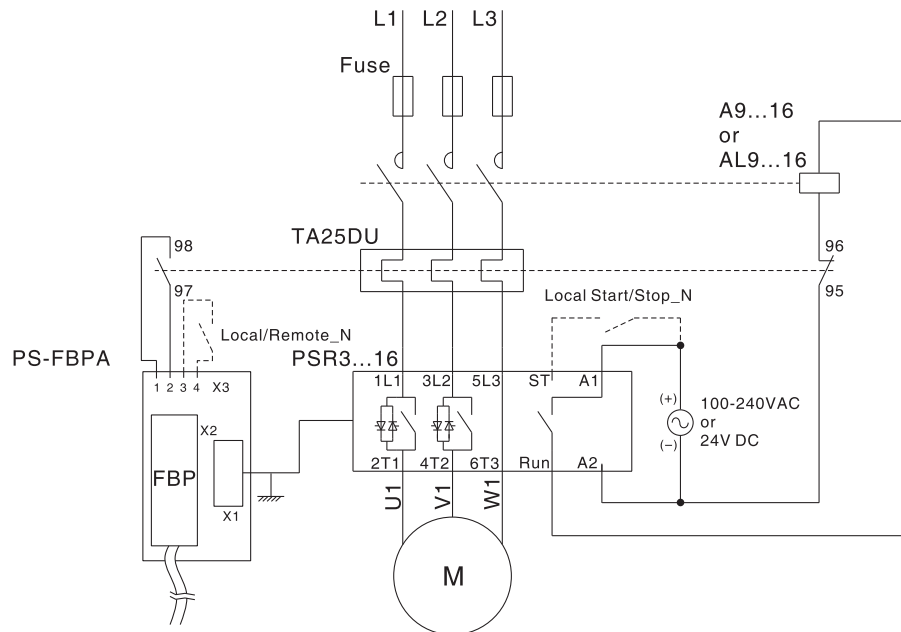 L1 L2 L3
Fuse
A9...16
or
AL9...16
TA25DU
98
97
96
95
Local Start/Stop_N
Local/Remote_N
PS-FBPA
PSR3...16
1 2 3 4 X3
1L1 3L2 5L3 ST A1
(+)
100-240VAC
or
24V DC
(−)
X2
FBP
X1
2T1 4T2 6T3 Run A2
U1 V1 W1
M